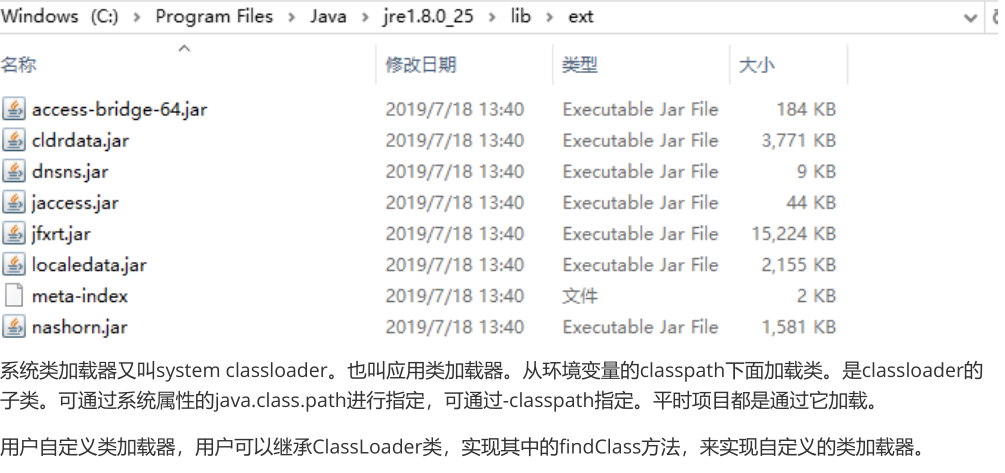 Windows (C:) › Program Files › Java › jre1.8.0_25 › lib › ext
名称 修改日期 类型 大小
access-bridge-64.jar 2019/7/18 13:40 Executable Jar File 184 KB
cldrdata.jar 2019/7/18 13:40 Executable Jar File 3,771 KB
dnsns.jar 2019/7/18 13:40 Executable Jar File 9 KB
jaccess.jar 2019/7/18 13:40 Executable Jar File 44 KB
jfxrt.jar 2019/7/18 13:40 Executable Jar File 15,224 KB
localedata.jar 2019/7/18 13:40 Executable Jar File 2,155 KB
meta-index 2019/7/18 13:40 文件 2 KB
nashorn.jar 2019/7/18 13:40 Executable Jar File 1,581 KB
系统类加载器又叫system classloader。也叫应用类加载器。从环境变量的classpath下面加载类。是classloader的
子类。可通过系统属性的java.class.path进行指定，可通过-classpath指定。平时项目都是通过它加载。
用户自定义类加载器，用户可以继承ClassLoader类，实现其中的findClass方法，来实现自定义的类加载器。